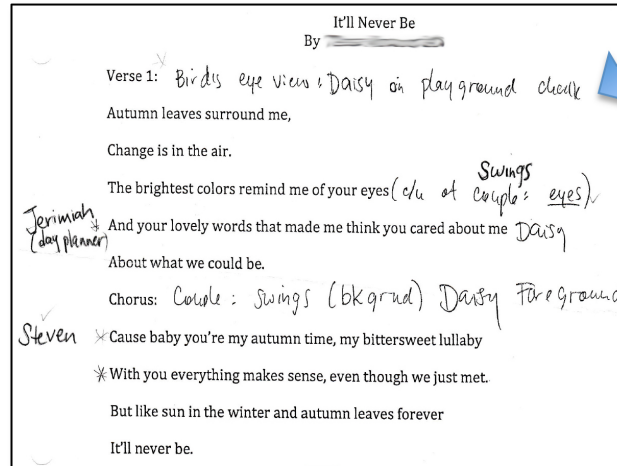 It'll Never Be
By
Verse 1: Birds eye view: Daisy on playground chalk
Autumn leaves surround me,
Change is in the air.
Swings
The brightest colors remind me of your eyes (c/u of couple: eyes)
Jerimiah
(day planner)
* And your lovely words that made me think you cared about me Daisy
About what we could be.
Chorus: Couple: Swings (bkgrnd) Daisy Foreground
Steven * Cause baby you're my autumn time, my bittersweet lullaby
* With you everything makes sense, even though we just met.
But like sun in the winter and autumn leaves forever
It'll never be.